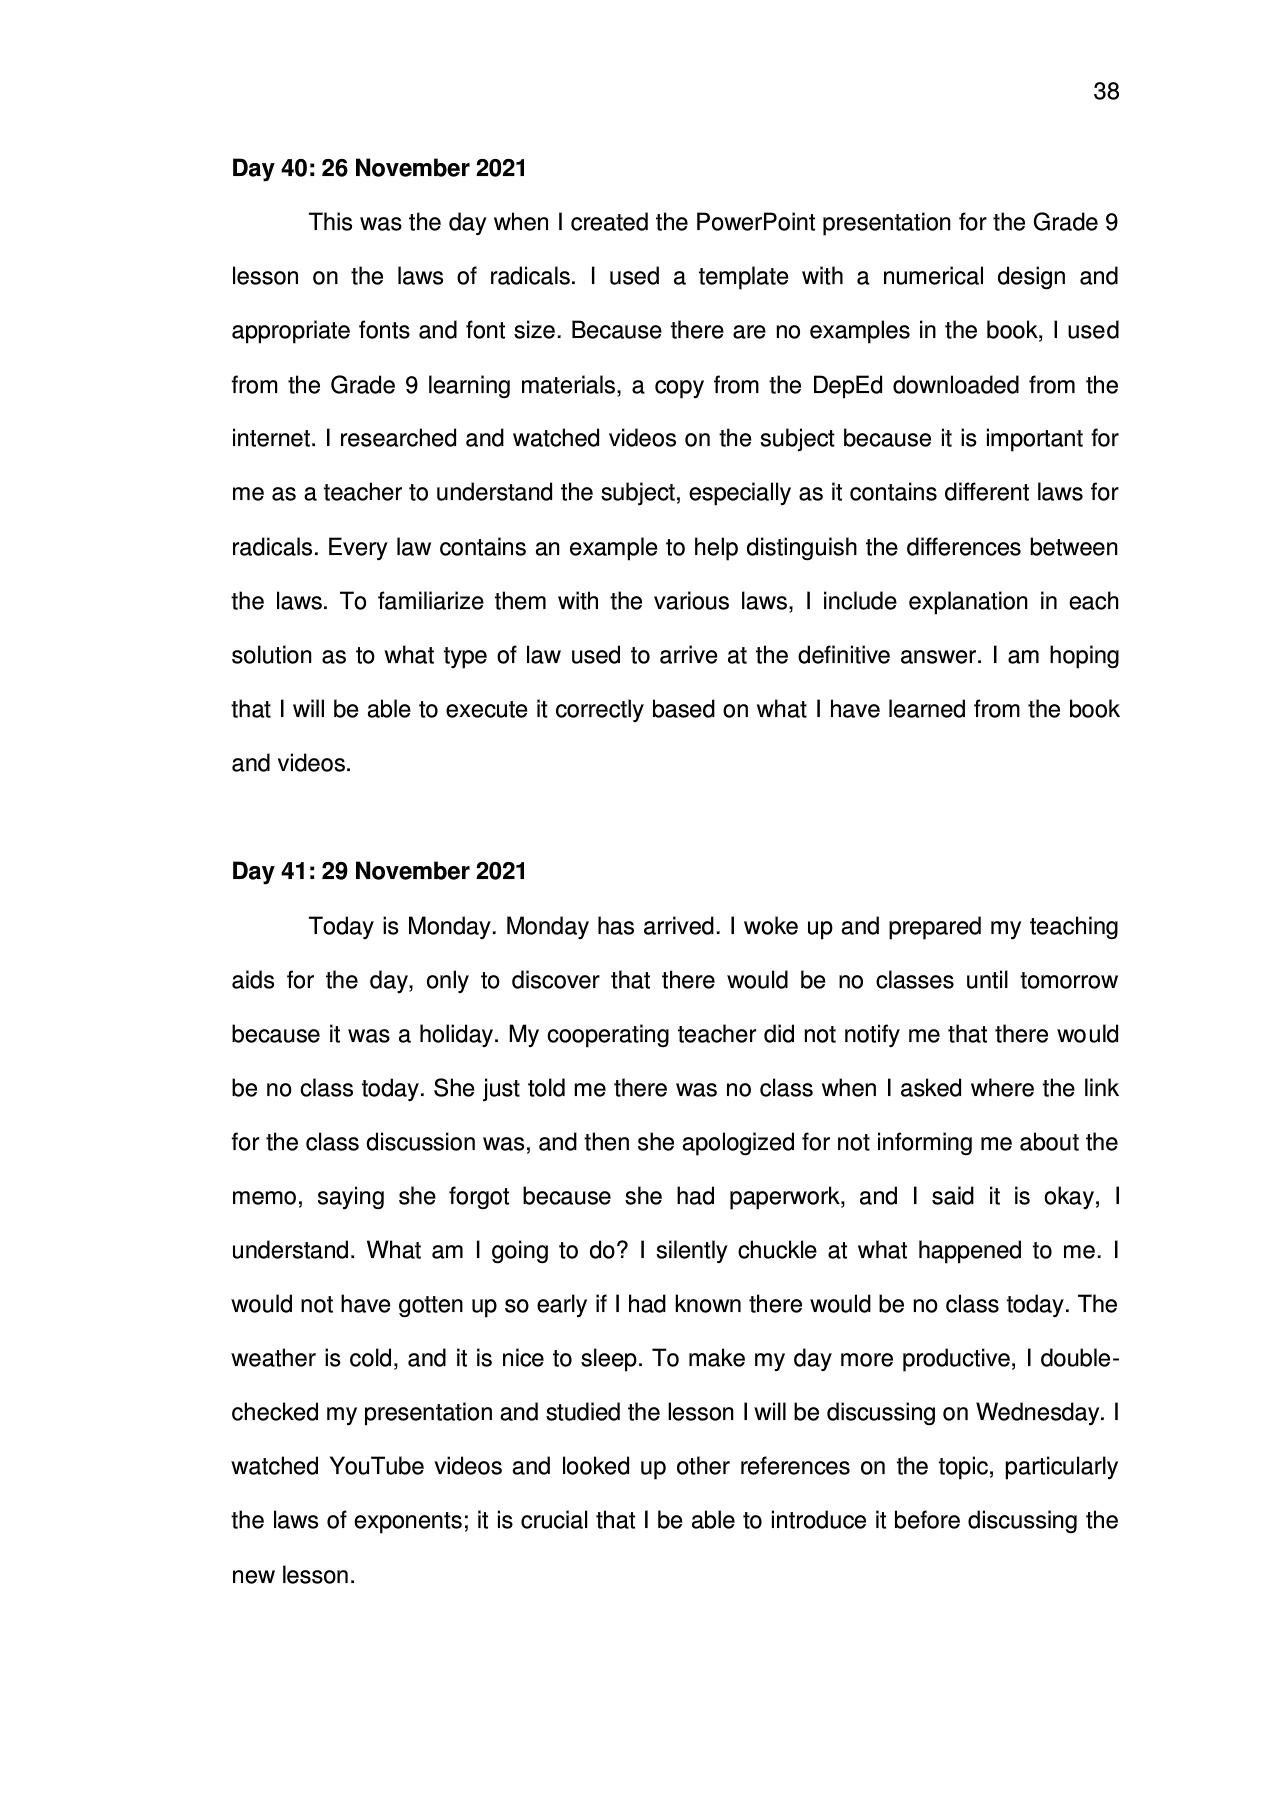 38
Day 40: 26 November 2021
This was the day when I created the PowerPoint presentation for the Grade 9
lesson on the laws of radicals. I used a template with a numerical design and
appropriate fonts and font size. Because there are no examples in the book, I used
from the Grade 9 learning materials, a copy from the DepEd downloaded from the
internet. I researched and watched videos on the subject because it is important for
me as a teacher to understand the subject, especially as it contains different laws for
radicals. Every law contains an example to help distinguish the differences between
the laws. To familiarize them with the various laws, I include explanation in each
solution as to what type of law used to arrive at the definitive answer. I am hoping
that I will be able to execute it correctly based on what I have learned from the book
and videos.
Day 41: 29 November 2021
Today is Monday. Monday has arrived. I woke up and prepared my teaching
aids for the day, only to discover that there would be no classes until tomorrow
because it was a holiday. My cooperating teacher did not notify me that there would
be no class today. She just told me there was no class when I asked where the link
for the class discussion was, and then she apologized for not informing me about the
memo, saying she forgot because she had paperwork, and I said it is okay, I
understand. What am I going to do? I silently chuckle at what happened to me. I
would not have gotten up so early if I had known there would be no class today. The
weather is cold, and it is nice to sleep. To make my day more productive, I double-
checked my presentation and studied the lesson I will be discussing on Wednesday. I
watched YouTube videos and looked up other references on the topic, particularly
the laws of exponents; it is crucial that I be able to introduce it before discussing the
new lesson.